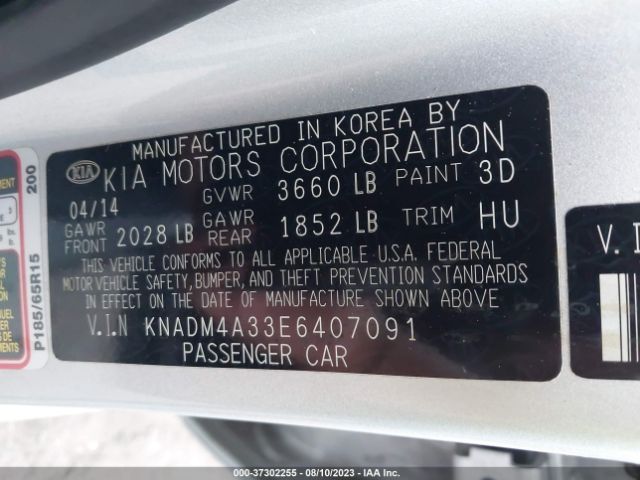 MANUFACTURED IN KOREA BY
KIA KIA MOTORS CORPORATION
04/14 GVWR 3660 LB PAINT 3D
GAWR FRONT 2028 LB GAWR REAR 1852 LB TRIM HU
THIS VEHICLE CONFORMS TO ALL APPLICABLE U.S.A. FEDERAL
MOTOR VEHICLE SAFETY, BUMPER, AND THEFT PREVENTION STANDARDS
IN EFFECT ON THE DATE OF MANUFACTURE SHOWN ABOVE
V.I.N KNADM4A33E6407091
PASSENGER CAR
P185/65R15 200
V. I
000-37302255 - 08/10/2023 - IAAI.COM